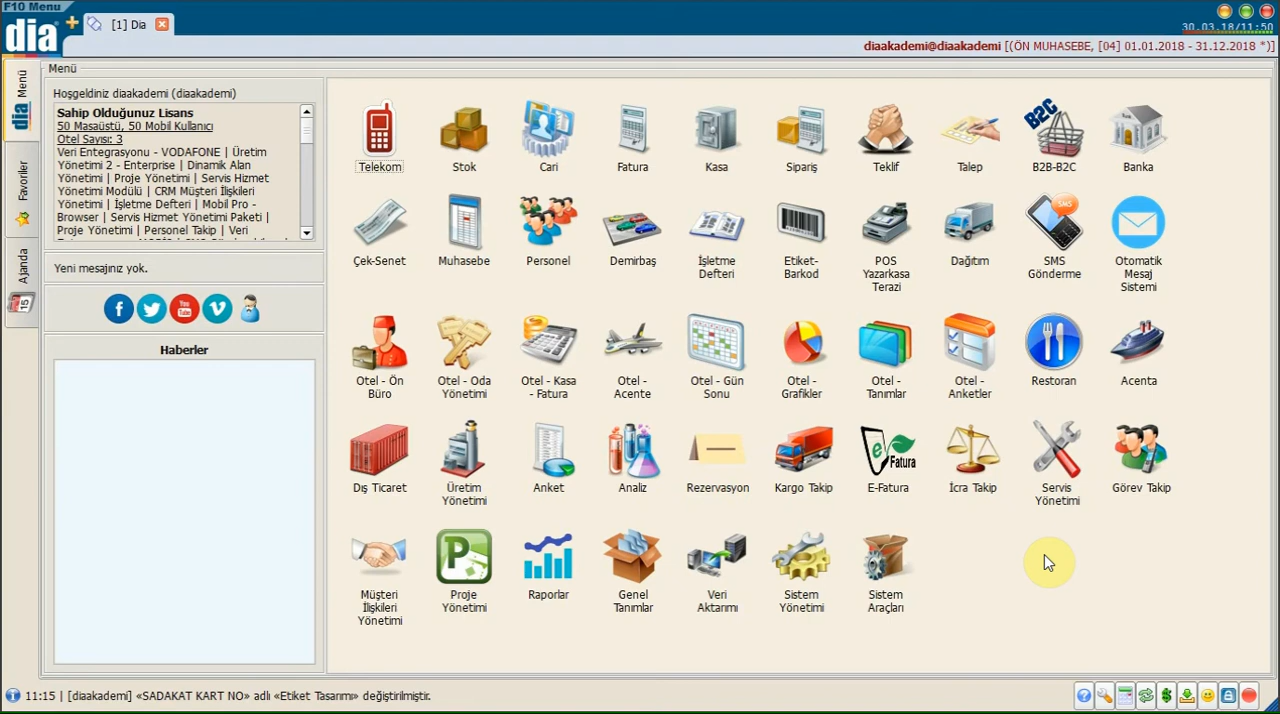 F10 Menu
dia
[1] Dia
30.03.18/11:50
diaakademi@diaakademi [(ÖN MUHASEBE, [04] 01.01.2018 - 31.12.2018 *)]
Menü
Favoriler
Ajanda
15
Menü
Hoşgeldiniz diaakademi (diaakademi)
Sahip Olduğunuz Lisans
50 Masaüstü, 50 Mobil Kullanıcı
Otel Sayısı: 3
Veri Entegrasyonu - VODAFONE | Üretim
Yönetimi 2 - Enterprise | Dinamik Alan
Yönetimi | Proje Yönetimi | Servis Hizmet
Yönetimi Modülü | CRM Müşteri İlişkileri
Yönetimi | İşletme Defteri | Mobil Pro -
Browser | Servis Hizmet Yönetimi Paketi |
Proje Yönetimi | Personel Takip | Veri
Yeni mesajınız yok.
Haberler
Telekom
Stok
Cari
Fatura
Kasa
Sipariş
Teklif
Talep
B2C
B2B-B2C
Banka
Çek-Senet
Muhasebe
Personel
Demirbaş
İşletme
Defteri
Etiket-
Barkod
POS
Yazarkasa
Terazi
Dağıtım
SMS
SMS
Gönderme
Otomatik
Mesaj
Sistemi
Otel - Ön
Büro
Otel - Oda
Yönetimi
Otel - Kasa
- Fatura
Otel -
Acente
Otel - Gün
Sonu
Otel -
Grafikler
Otel -
Tanımlar
Otel -
Anketler
Restoran
Acenta
Dış Ticaret
Üretim
Yönetimi
Anket
Analiz
Rezervasyon
Kargo Takip
e Fatura
E-Fatura
İcra Takip
Servis
Yönetimi
Görev Takip
Müşteri
İlişkileri
Yönetimi
P
Proje
Yönetimi
Raporlar
Genel
Tanımlar
Veri
Aktarımı
Sistem
Yönetimi
Sistem
Araçları
11:15 | [diaakademi] «SADAKAT KART NO» adlı «Etiket Tasarımı» değiştirilmiştir.